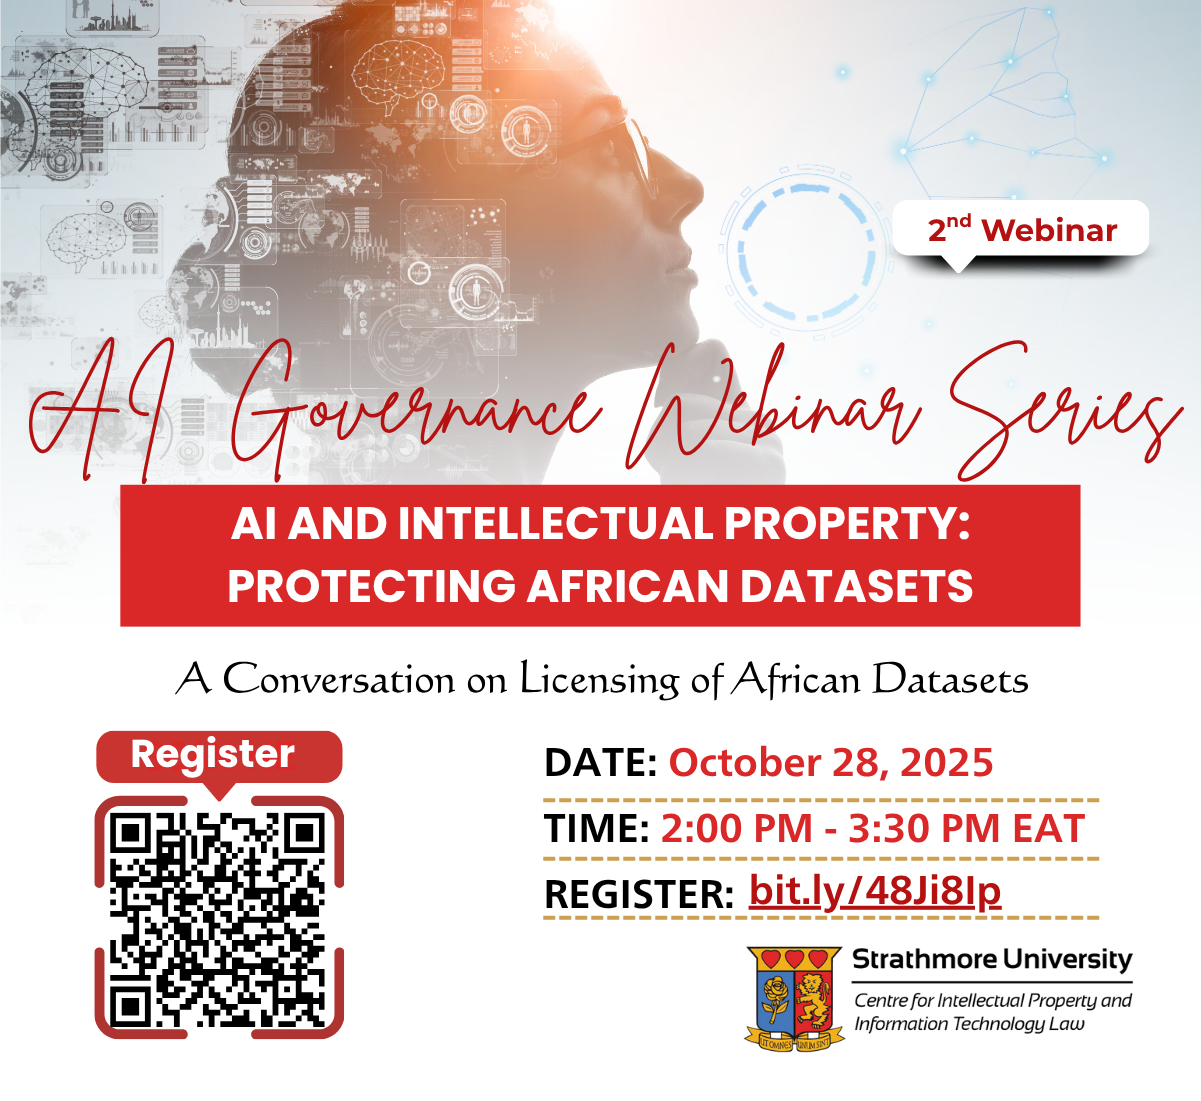 2nd Webinar
AI Governance Webinar Series
AI AND INTELLECTUAL PROPERTY:
PROTECTING AFRICAN DATASETS
A Conversation on Licensing of African Datasets
Register
DATE: October 28, 2025
TIME: 2:00 PM - 3:30 PM EAT
REGISTER: bit.ly/48Ji8Ip
Strathmore University
Centre for Intellectual Property and
Information Technology Law
UT OMNES UNUM SINT